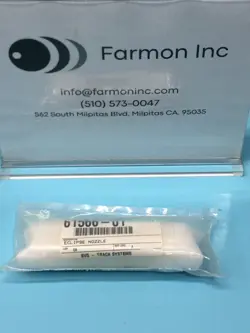 Farmon Inc
info@farmoninc.com
(510) 573-0047
562 South Milpitas Blvd, Milpitas CA. 95035
61566-01
ECLIPSE NOZZLE
SVG - TRACK SYSTEMS